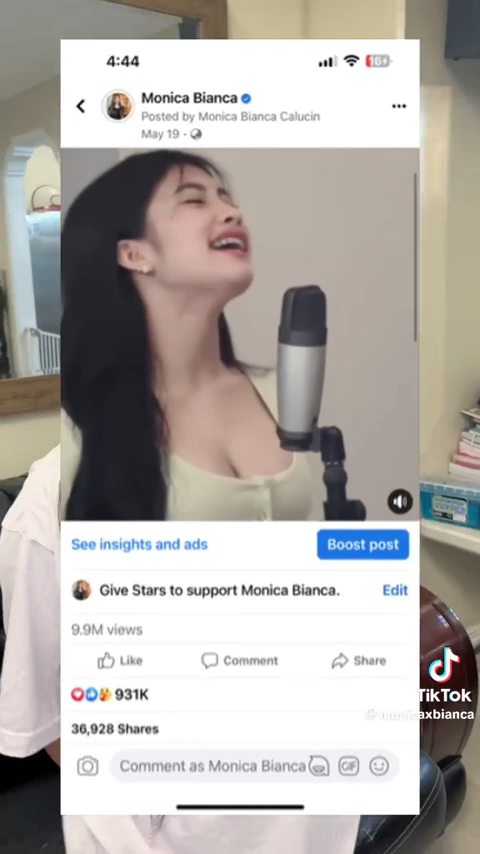 4:44
16
Monica Bianca
Posted by Monica Bianca Calucin
May 19 ·
See insights and ads
Boost post
Give Stars to support Monica Bianca.
Edit
9.9M views
Like
Comment
Share
931K
36,928 Shares
Comment as Monica Bianca
GIF
TikTok
@monicaxbianca